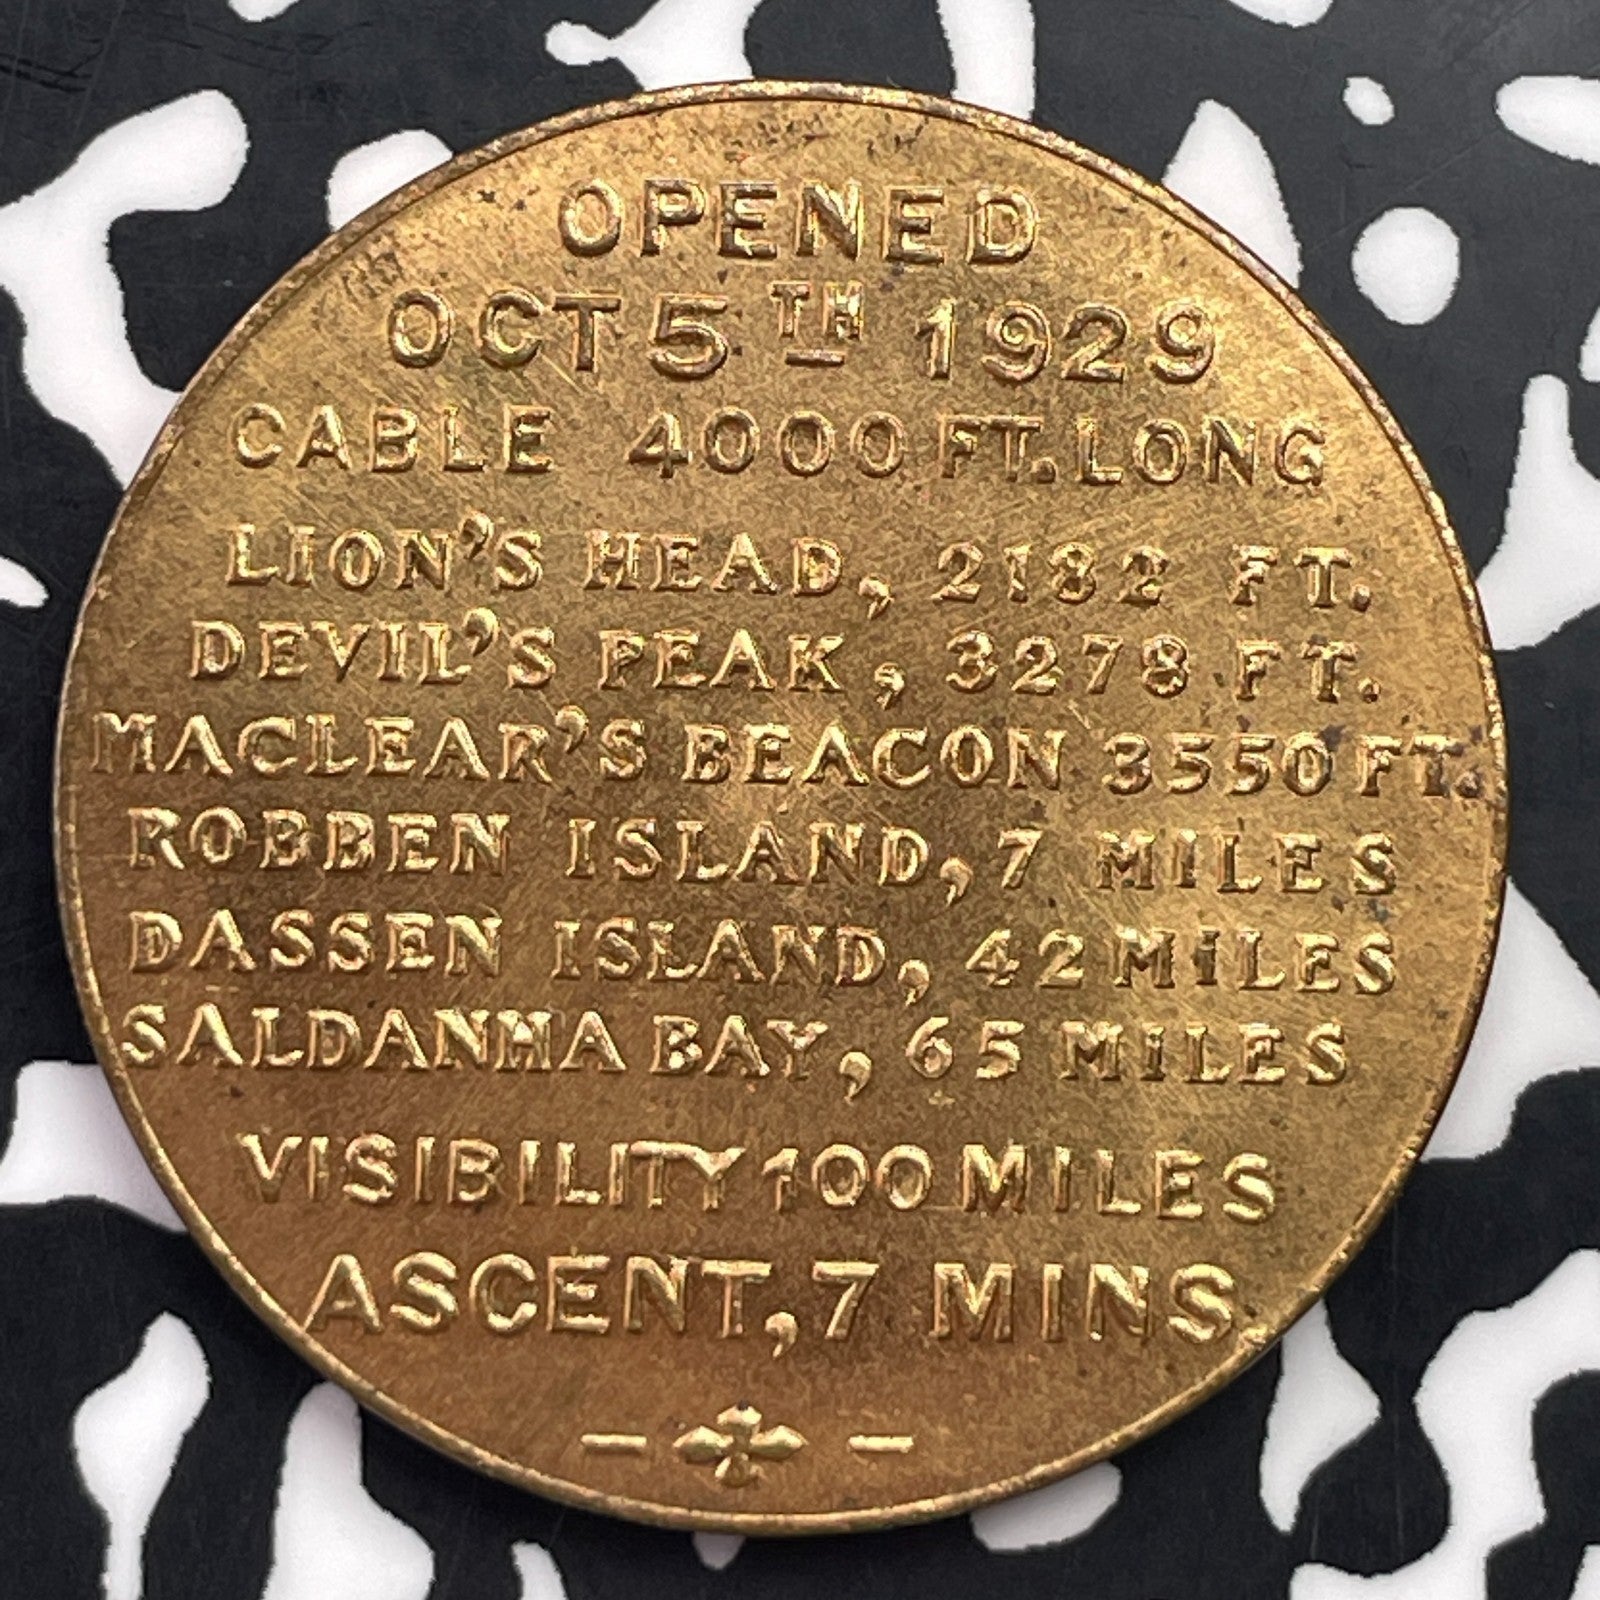 OPENED
OCT 5TH 1929
CABLE 4000 FT. LONG
LION'S HEAD, 2182 FT.
DEVIL'S PEAK, 3278 FT.
MACLEAR'S BEACON 3550 FT.
ROBBEN ISLAND, 7 MILES
DASSEN ISLAND, 42 MILES
SALDANHA BAY, 65 MILES
VISIBILITY 100 MILES
ASCENT, 7 MINS.